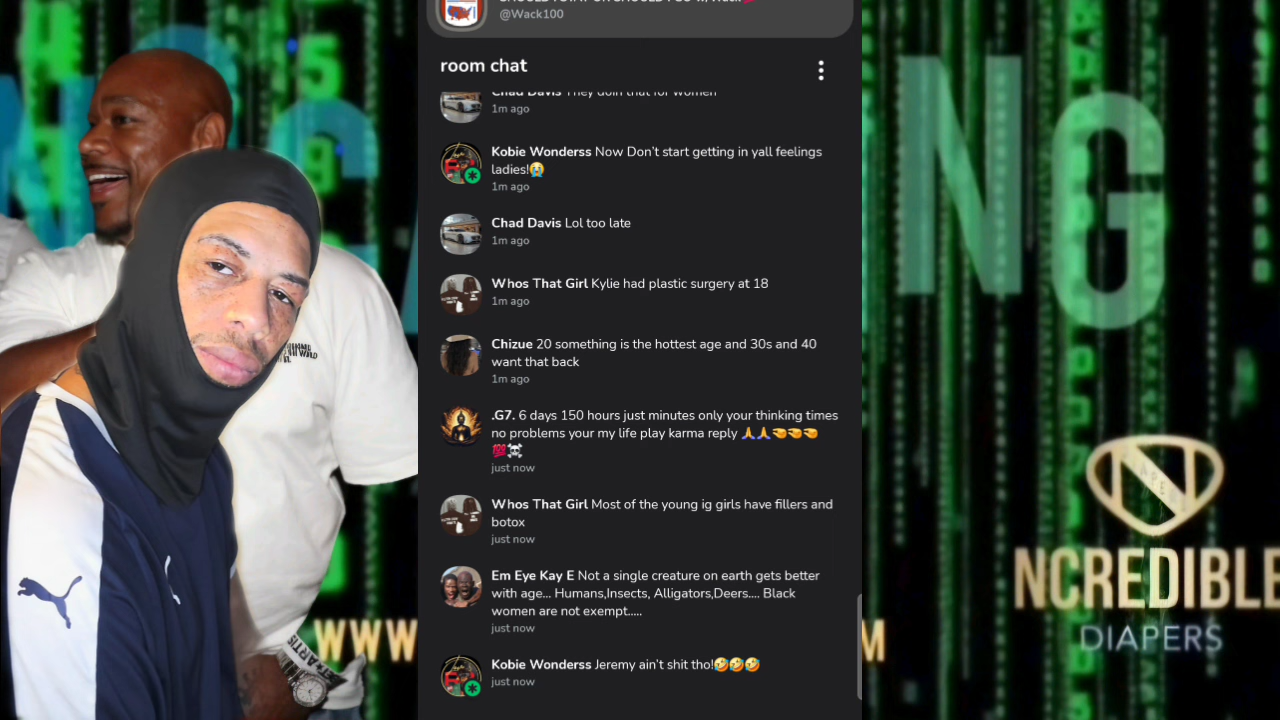 @Wack100
room chat
Chad Davis They doin that for women
1m ago
Kobie Wonderss Now Don't start getting in yall feelings
ladies!😭
1m ago
Chad Davis Lol too late
1m ago
Whos That Girl Kylie had plastic surgery at 18
1m ago
Chizue 20 something is the hottest age and 30s and 40
want that back
1m ago
.G7. 6 days 150 hours just minutes only your thinking times
no problems your my life play karma reply 🙏🙏🤜🤜🤜
💯☠️
just now
Whos That Girl Most of the young ig girls have fillers and
botox
just now
Em Eye Kay E Not a single creature on earth gets better
with age... Humans,Insects, Alligators,Deers.... Black
women are not exempt.....
just now
Kobie Wonderss Jeremy ain't shit tho!🤣🤣🤣
just now
NG
NCREDIBLE
DIAPERS
WWW
M